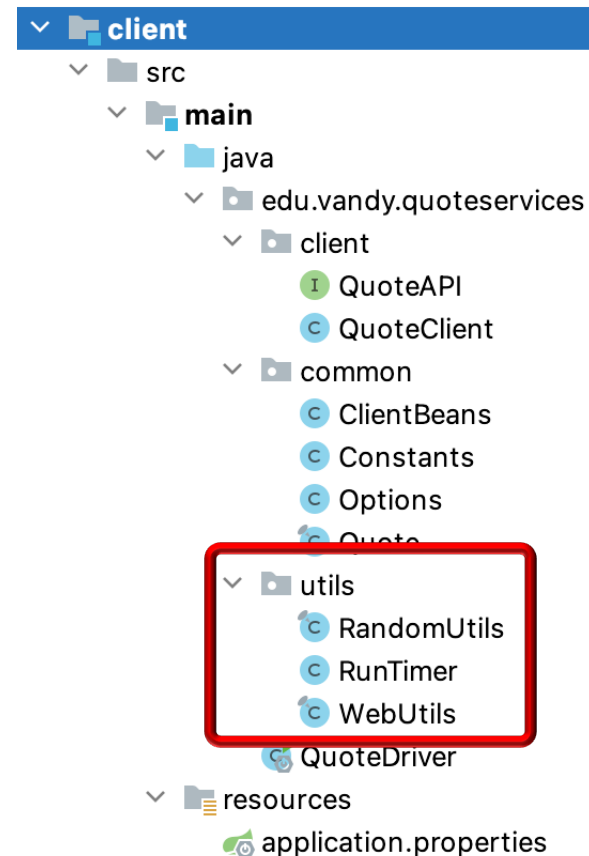 client
src
main
java
edu.vandy.quoteservices
client
I QuoteAPI
C QuoteClient
common
C ClientBeans
C Constants
C Options
C Quote
utils
C RandomUtils
C RunTimer
C WebUtils
C QuoteDriver
resources
application.properties